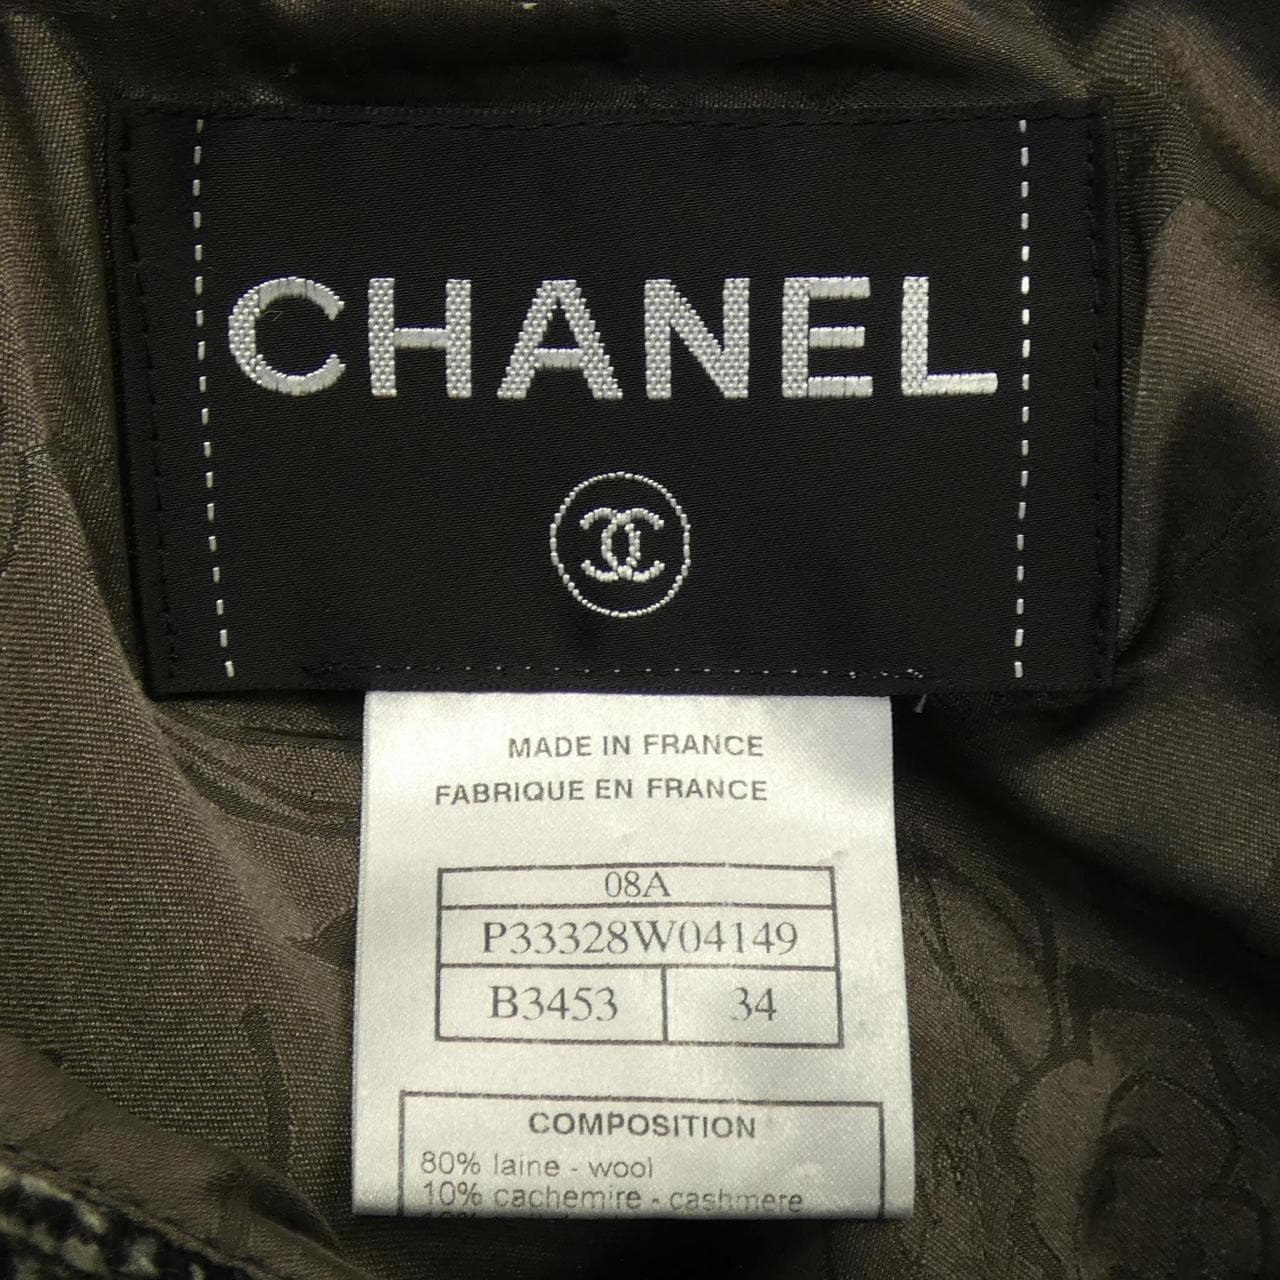 CHANEL
MADE IN FRANCE
FABRIQUE EN FRANCE
08A
P33328W04149
B3453 34
COMPOSITION
80% laine - wool
10% cachemire - cashmere